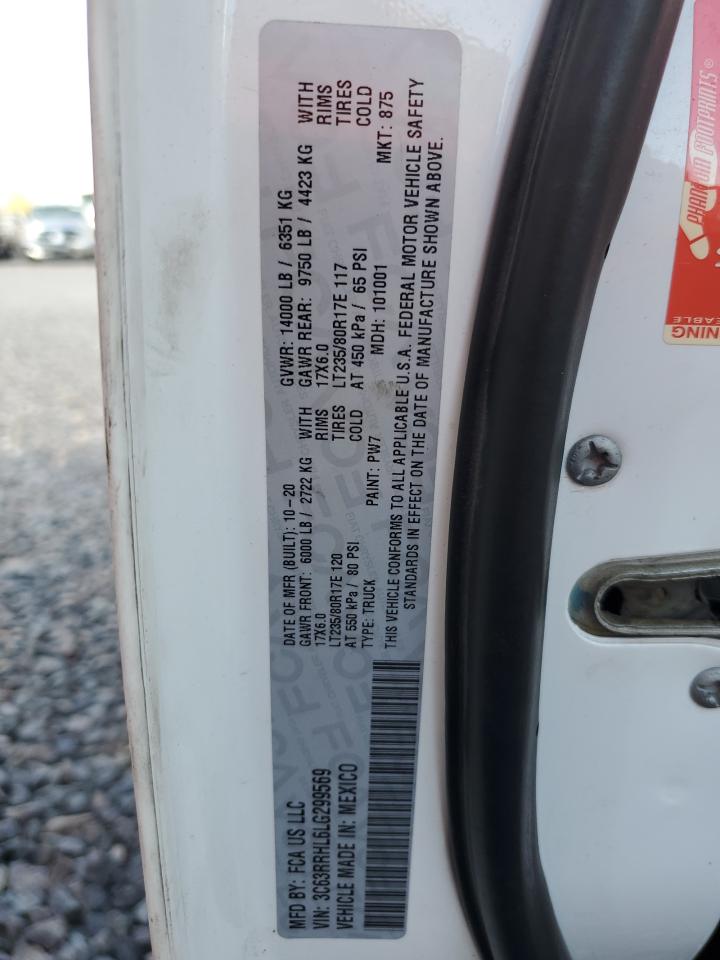 MFD BY: FCA US LLC
DATE OF MFR (BUILT): 10-20
GVWR: 14000 LB / 6351 KG
VIN: 3C63RRHL6LG299569
GAWR FRONT: 6000 LB / 2722 KG WITH
GAWR REAR: 9750 LB / 4423 KG WITH
VEHICLE MADE IN: MEXICO
17X6.0 RIMS
17X6.0 RIMS
LT235/80R17E 120 TIRES
LT235/80R17E 117 TIRES
AT 550 kPa / 80 PSI COLD
AT 450 kPa / 65 PSI COLD
TYPE: TRUCK
PAINT: PW7
MDH: 101001
MKT: 875
THIS VEHICLE CONFORMS TO ALL APPLICABLE U.S.A. FEDERAL MOTOR VEHICLE SAFETY
STANDARDS IN EFFECT ON THE DATE OF MANUFACTURE SHOWN ABOVE.
PHANTOM FOOTPRINTS®